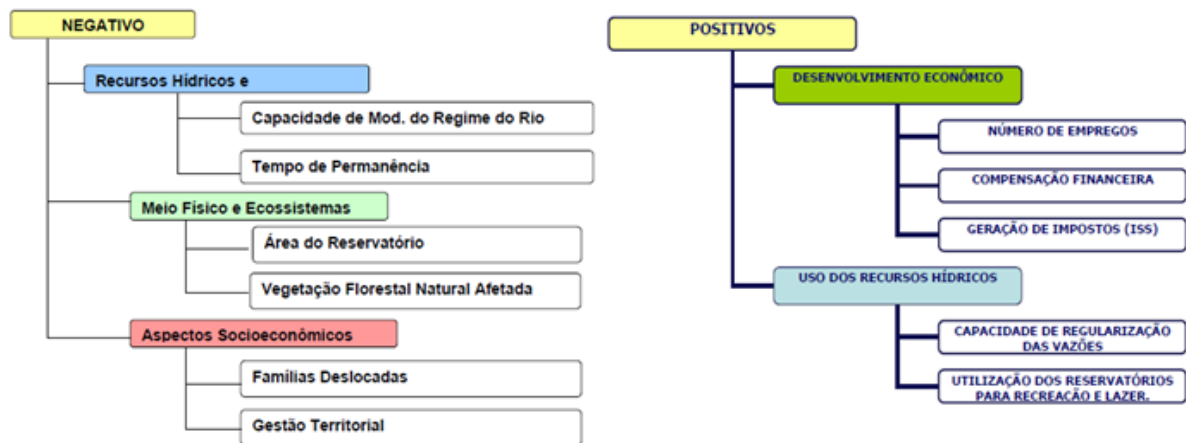 NEGATIVO
Recursos Hídricos e
Capacidade de Mod. do Regime do Rio
Tempo de Permanência
Meio Físico e Ecossistemas
Área do Reservatório
Vegetação Florestal Natural Afetada
Aspectos Socioeconômicos
Famílias Deslocadas
Gestão Territorial
POSITIVOS
DESENVOLVIMENTO ECONÔMICO
NÚMERO DE EMPREGOS
COMPENSAÇÃO FINANCEIRA
GERAÇÃO DE IMPOSTOS (ISS)
USO DOS RECURSOS HÍDRICOS
CAPACIDADE DE REGULARIZAÇÃO
DAS VAZÕES
UTILIZAÇÃO DOS RESERVATÓRIOS
PARA RECREAÇÃO E LAZER.